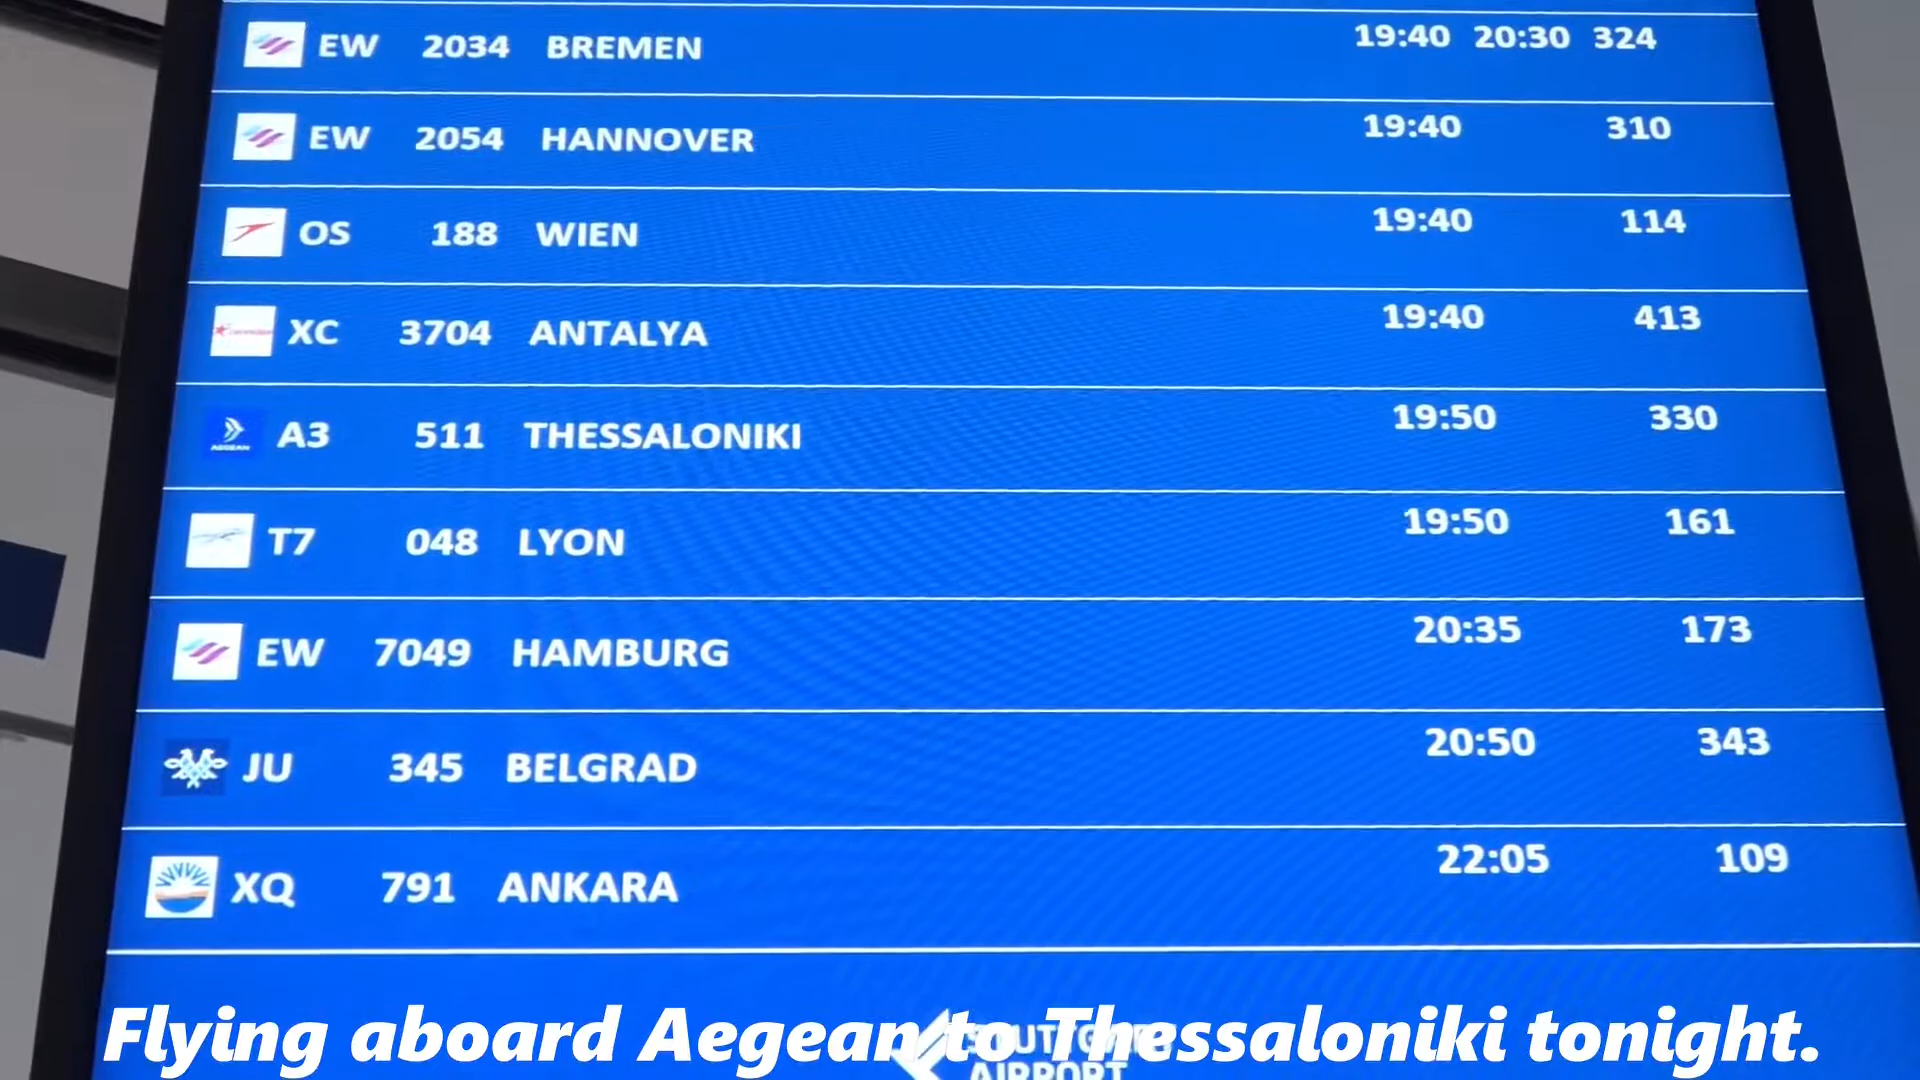 EW 2034 BREMEN 19:40 20:30 324
EW 2054 HANNOVER 19:40 310
OS 188 WIEN 19:40 114
XC 3704 ANTALYA 19:40 413
AEGEAN A3 511 THESSALONIKI 19:50 330
T7 048 LYON 19:50 161
EW 7049 HAMBURG 20:35 173
JU 345 BELGRAD 20:50 343
XQ 791 ANKARA 22:05 109
Flying aboard Aegean to Thessaloniki tonight.
STUTTGART
AIRPORT